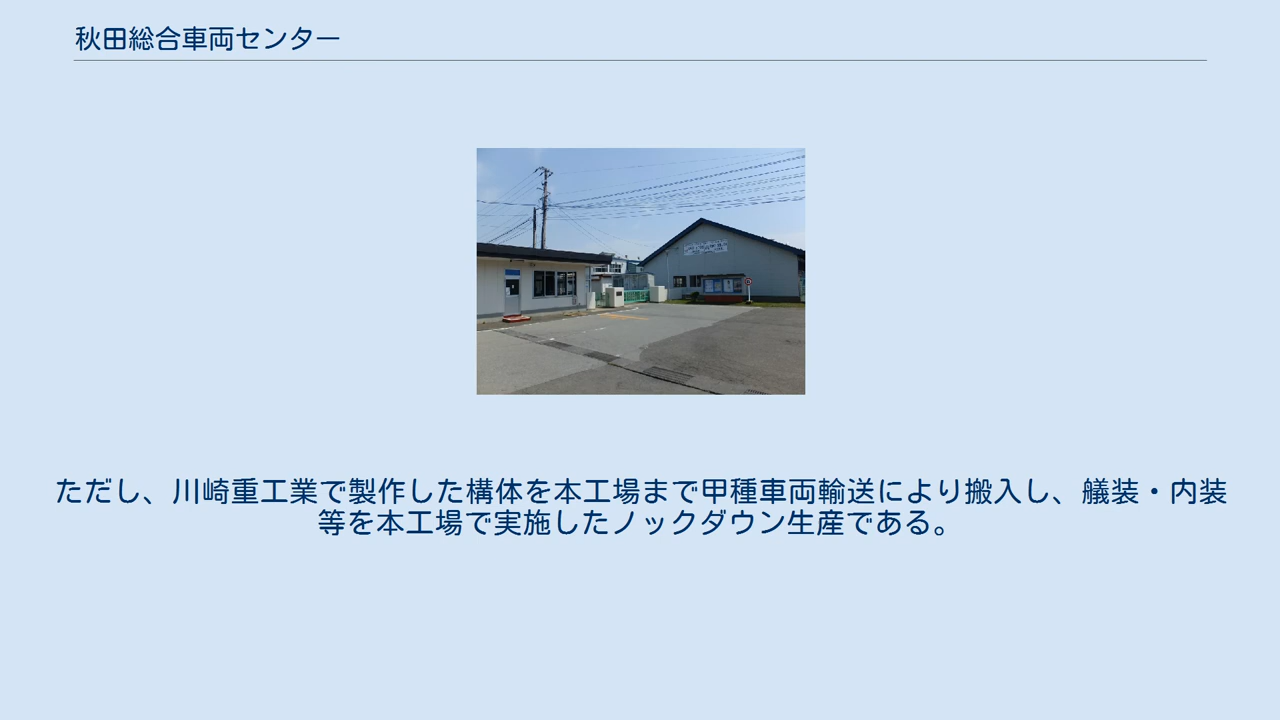 秋田総合車両センター
ただし、川崎重工業で製作した構体を本工場まで甲種車両輸送により搬入し、艤装・内装
等を本工場で実施したノックダウン生産である。